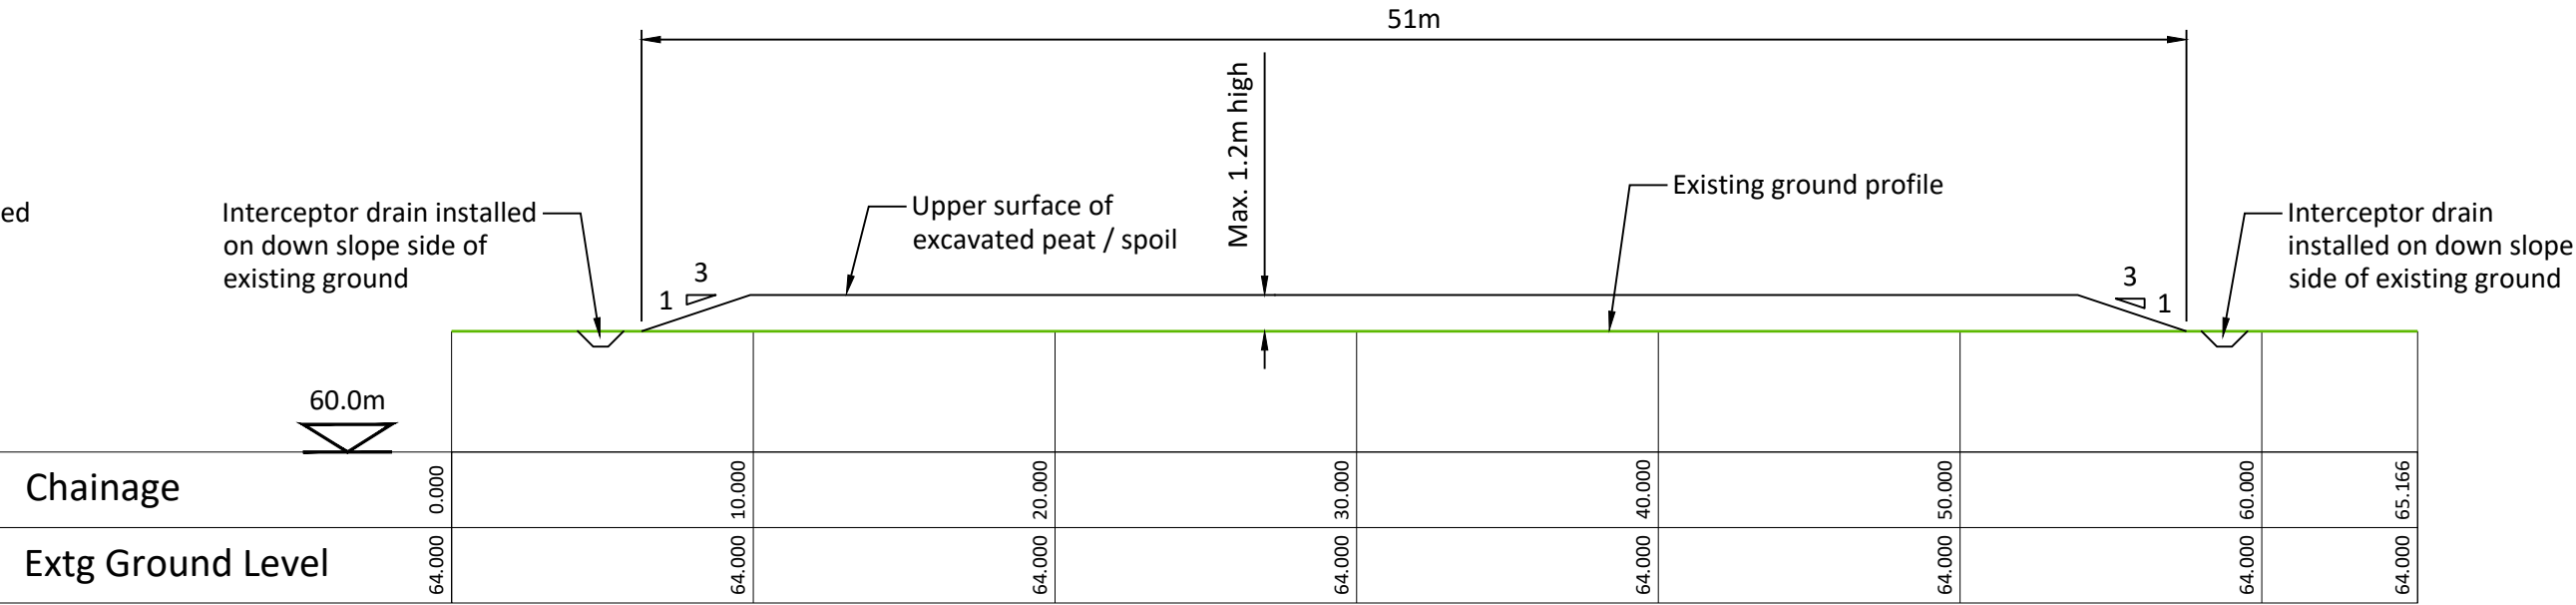 51m
Max. 1.2m high
Existing ground profile
ed
Interceptor drain installed
on down slope side of
existing ground
Upper surface of
excavated peat / spoil
Interceptor drain
installed on down slope
side of existing ground
3
1
3
1
60.0m
Chainage
0.000
10.000
20.000
30.000
40.000
50.000
60.000
65.166
Extg Ground Level
64.000
64.000
64.000
64.000
64.000
64.000
64.000
64.000